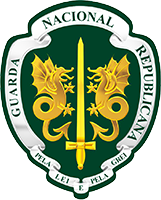 GUARDA NACIONAL REPUBLICANA
PELA LEI E PELA GREI